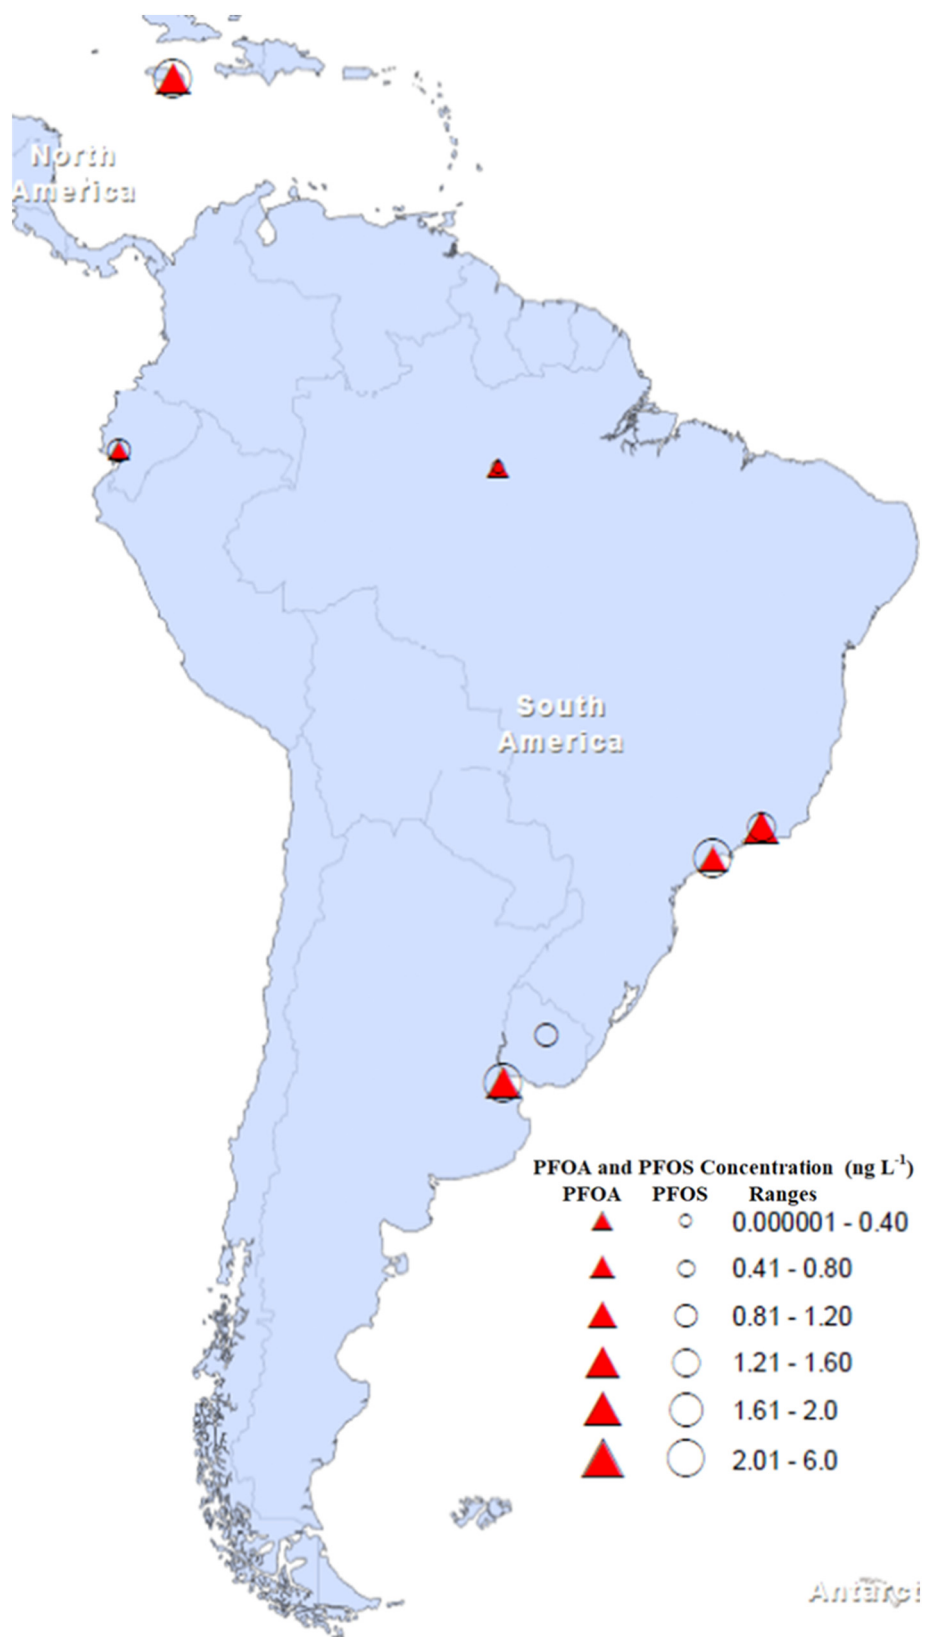 North
America
South
America
PFOA and PFOS Concentration (ng L⁻¹)
PFOA PFOS Ranges
0.000001 - 0.40
0.41 - 0.80
0.81 - 1.20
1.21 - 1.60
1.61 - 2.0
2.01 - 6.0
Antarct